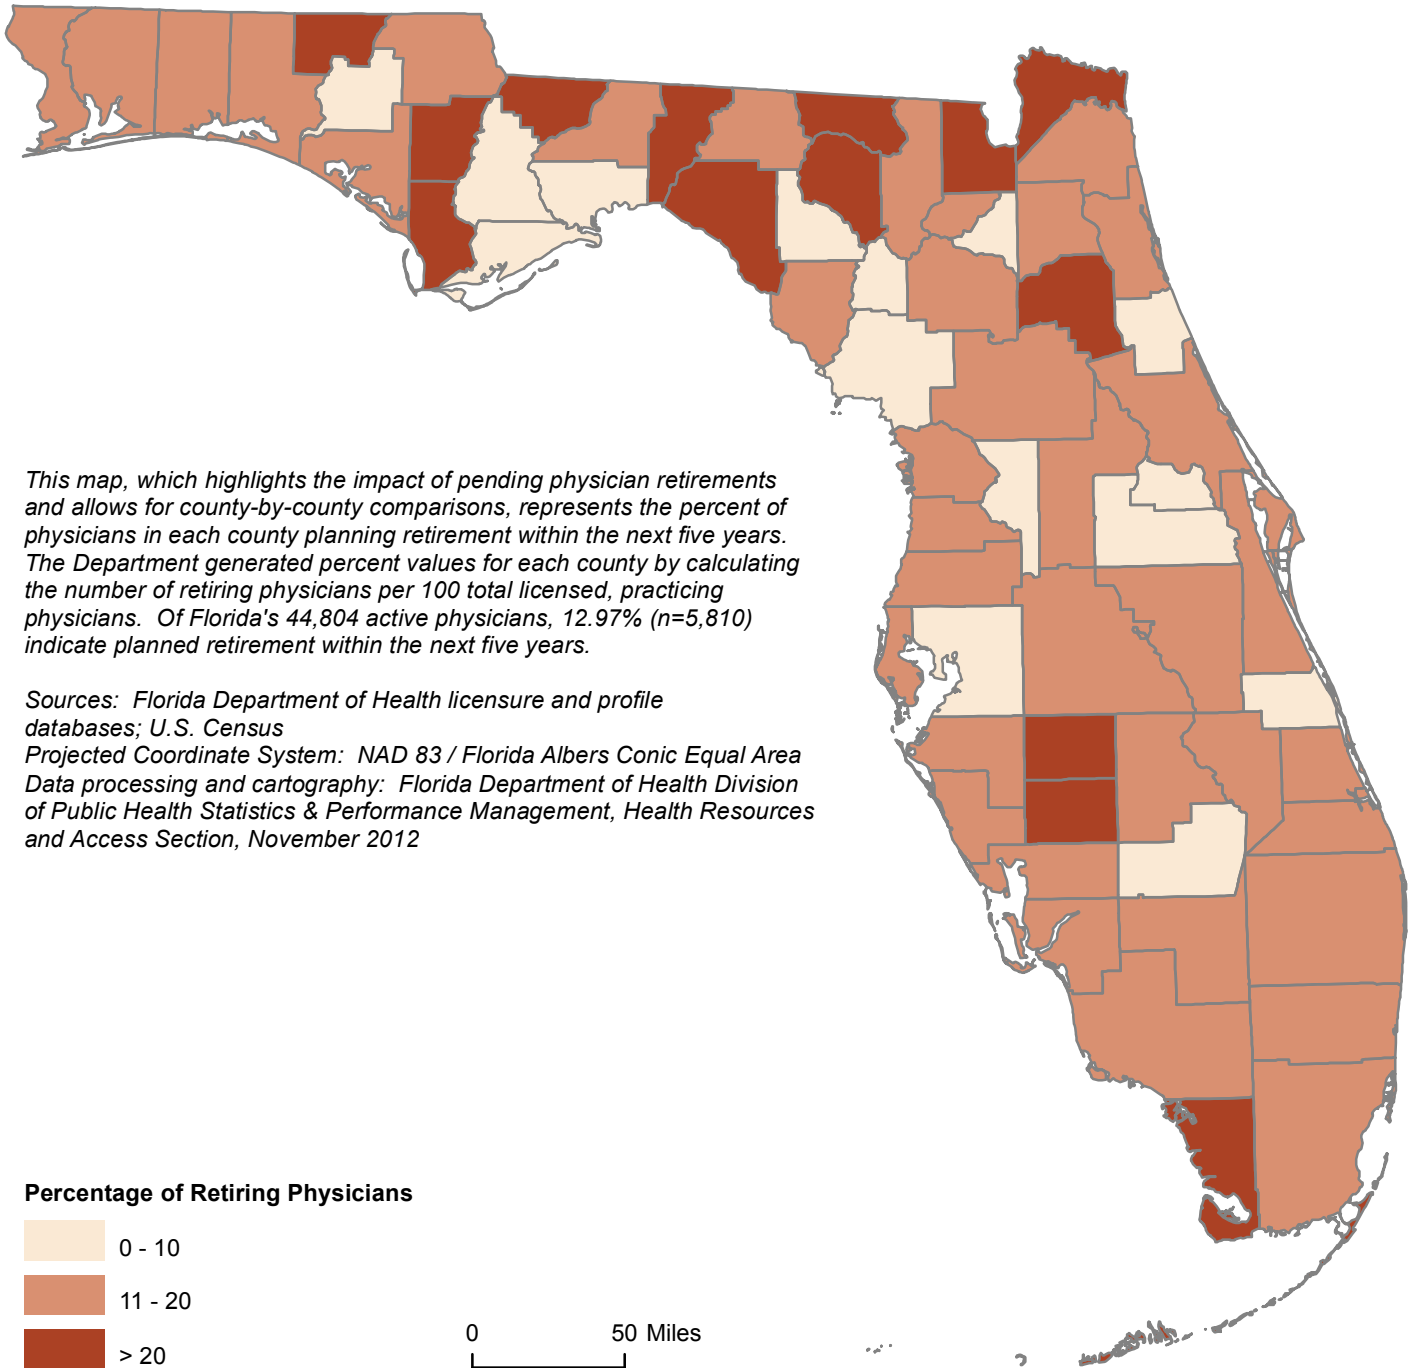 This map, which highlights the impact of pending physician retirements
and allows for county-by-county comparisons, represents the percent of
physicians in each county planning retirement within the next five years.
The Department generated percent values for each county by calculating
the number of retiring physicians per 100 total licensed, practicing
physicians.  Of Florida's 44,804 active physicians, 12.97% (n=5,810)
indicate planned retirement within the next five years.
Sources:  Florida Department of Health licensure and profile
databases; U.S. Census
Projected Coordinate System:  NAD 83 / Florida Albers Conic Equal Area
Data processing and cartography:  Florida Department of Health Division
of Public Health Statistics & Performance Management, Health Resources
and Access Section, November 2012
Percentage of Retiring Physicians
0 - 10
11 - 20
> 20
0 50 Miles